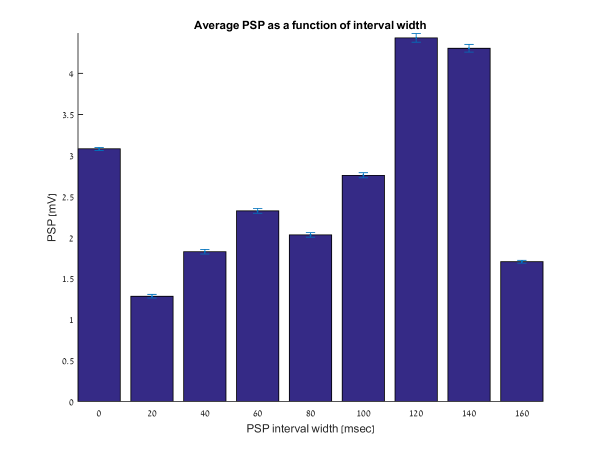 Average PSP as a function of interval width
PSP [mV]
4
3.5
3
2.5
2
1.5
1
0.5
0
0 20 40 60 80 100 120 140 160
PSP interval width [msec]